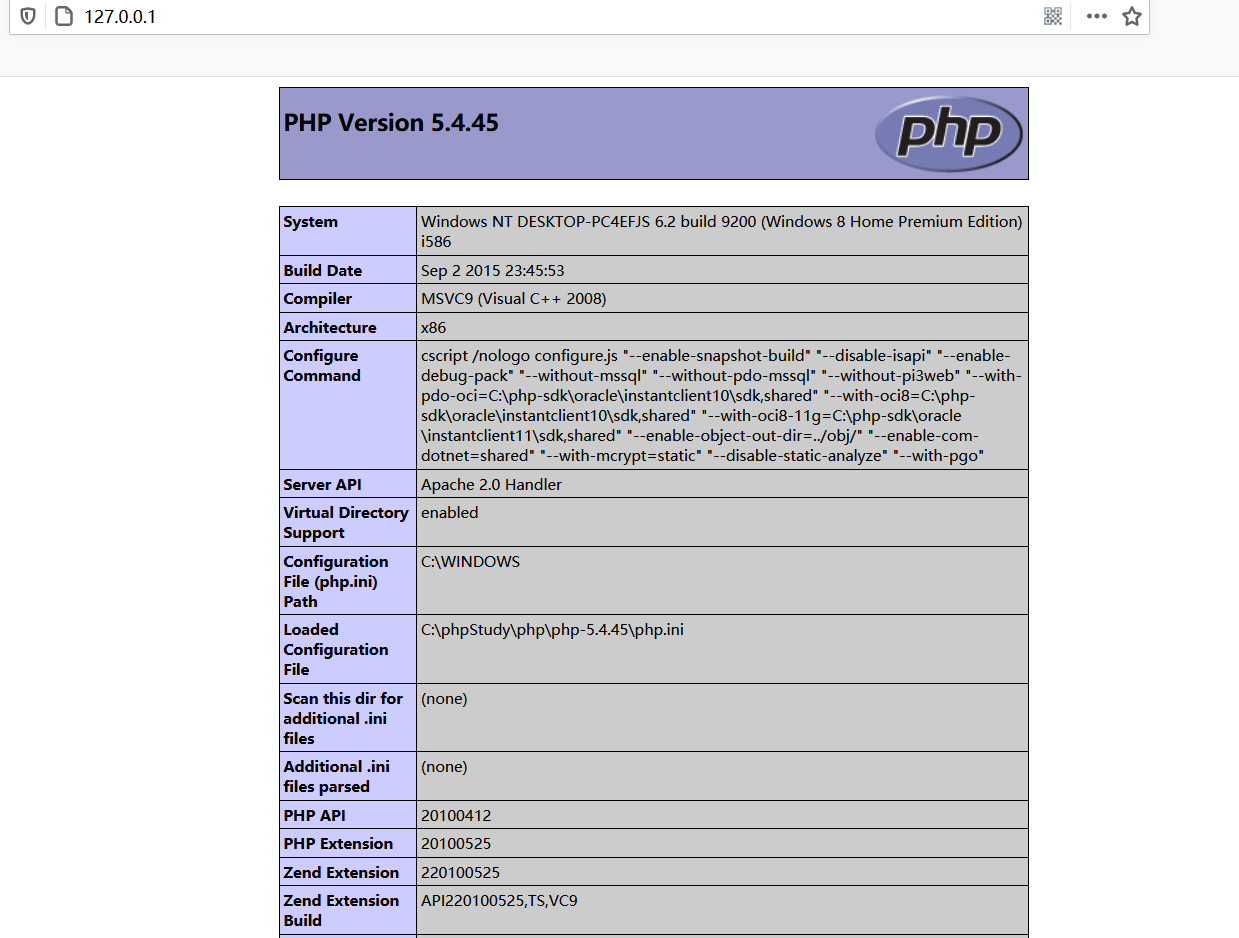 127.0.0.1
PHP Version 5.4.45
php
System
Windows NT DESKTOP-PC4EFJS 6.2 build 9200 (Windows 8 Home Premium Edition)
i586
Build Date
Sep 2 2015 23:45:53
Compiler
MSVC9 (Visual C++ 2008)
Architecture
x86
Configure
Command
cscript /nologo configure.js "--enable-snapshot-build" "--disable-isapi" "--enable-
debug-pack" "--without-mssql" "--without-pdo-mssql" "--without-pi3web" "--with-
pdo-oci=C:\php-sdk\oracle\instantclient10\sdk,shared" "--with-oci8=C:\php-
sdk\oracle\instantclient10\sdk,shared" "--with-oci8-11g=C:\php-sdk\oracle
\instantclient11\sdk,shared" "--enable-object-out-dir=../obj/" "--enable-com-
dotnet=shared" "--with-mcrypt=static" "--disable-static-analyze" "--with-pgo"
Server API
Apache 2.0 Handler
Virtual Directory
Support
enabled
Configuration
File (php.ini)
Path
C:\WINDOWS
Loaded
Configuration
File
C:\phpStudy\php\php-5.4.45\php.ini
Scan this dir for
additional .ini
files
(none)
Additional .ini
files parsed
(none)
PHP API
20100412
PHP Extension
20100525
Zend Extension
220100525
Zend Extension
Build
API220100525,TS,VC9